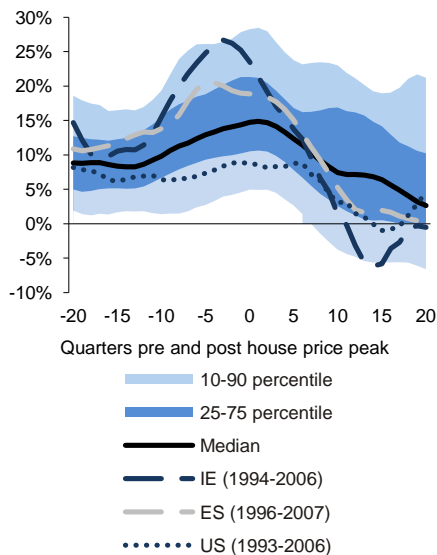 30%
25%
20%
15%
10%
5%
0%
-5%
-10%
-20 -15 -10 -5 0 5 10 15 20
Quarters pre and post house price peak
10-90 percentile
25-75 percentile
Median
IE (1994-2006)
ES (1996-2007)
US (1993-2006)